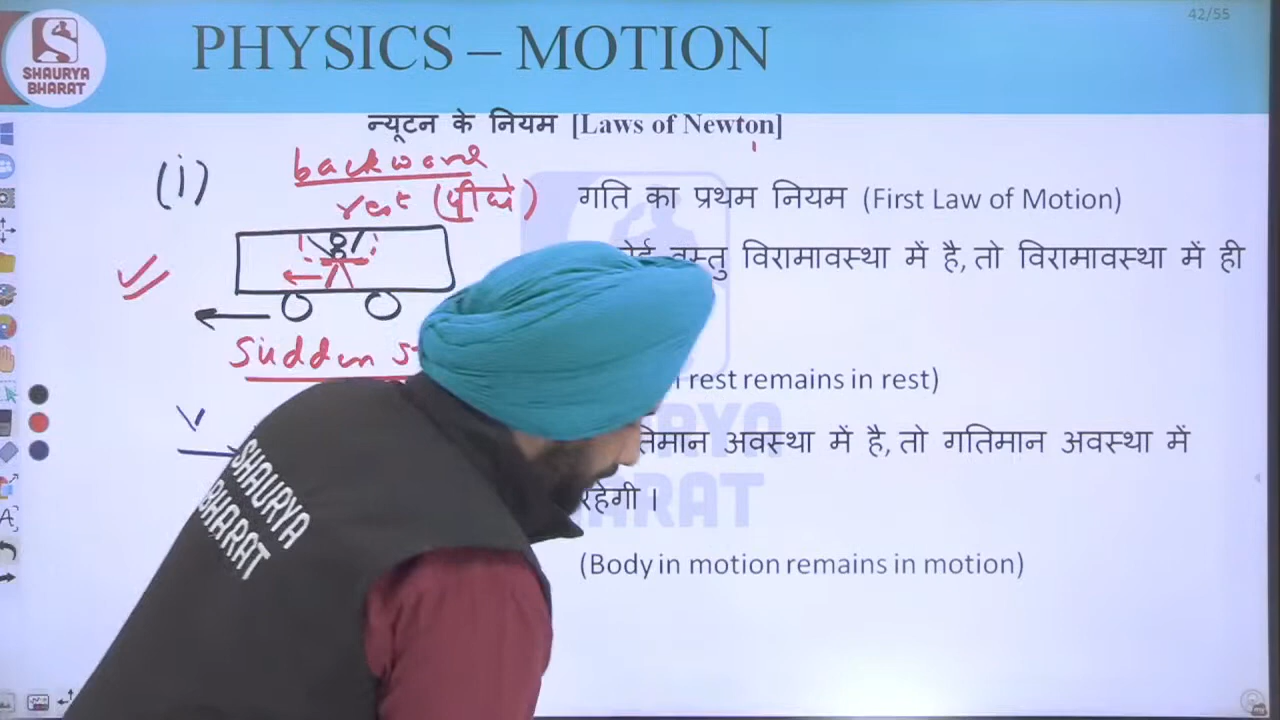 42/55
SHAURYA
BHARAT
PHYSICS – MOTION
न्यूटन के नियम [Laws of Newton]
(i)
backward
rest (पीछे)
गति का प्रथम नियम (First Law of Motion)
वस्तु विरामावस्था में है, तो विरामावस्था में ही
Sudden
rest remains in rest)
V
अवस्था में है, तो गतिमान अवस्था में
रहेगी ।
(Body in motion remains in motion)
SHAURYA
BHARAT